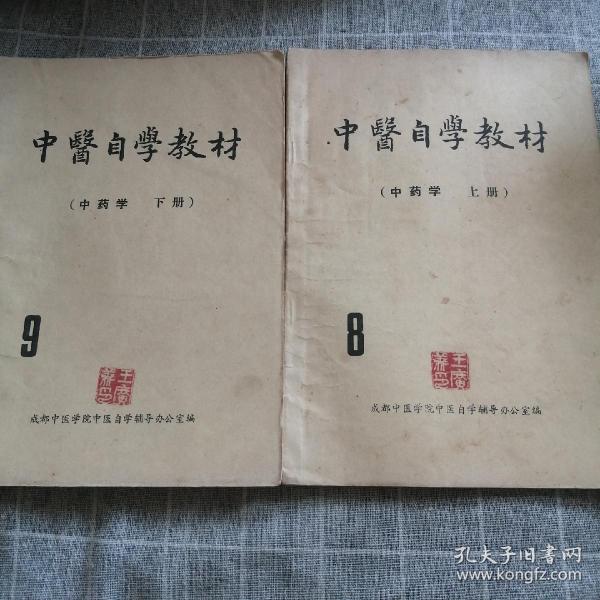 中醫自學教材
（中药学 下册）
9
成都中医学院中医自学辅导办公室编
中醫自學教材
（中药学 上册）
8
成都中医学院中医自学辅导办公室编
孔夫子旧书网
www.kongfz.com